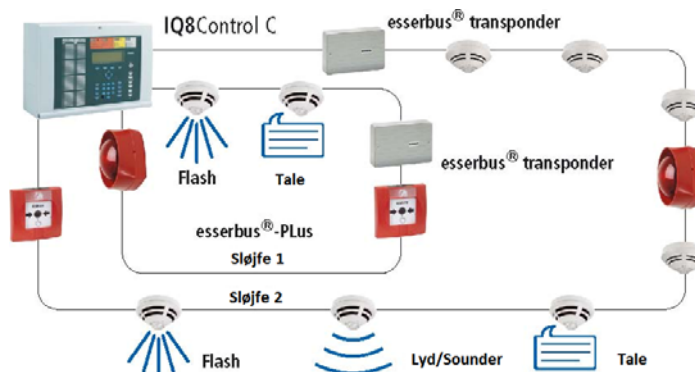 IQ8Control C
esserbus® transponder
Flash
Tale
esserbus® transponder
esserbus®-PLus
Sløjfe 1
Sløjfe 2
Flash
Lyd/Sounder
Tale